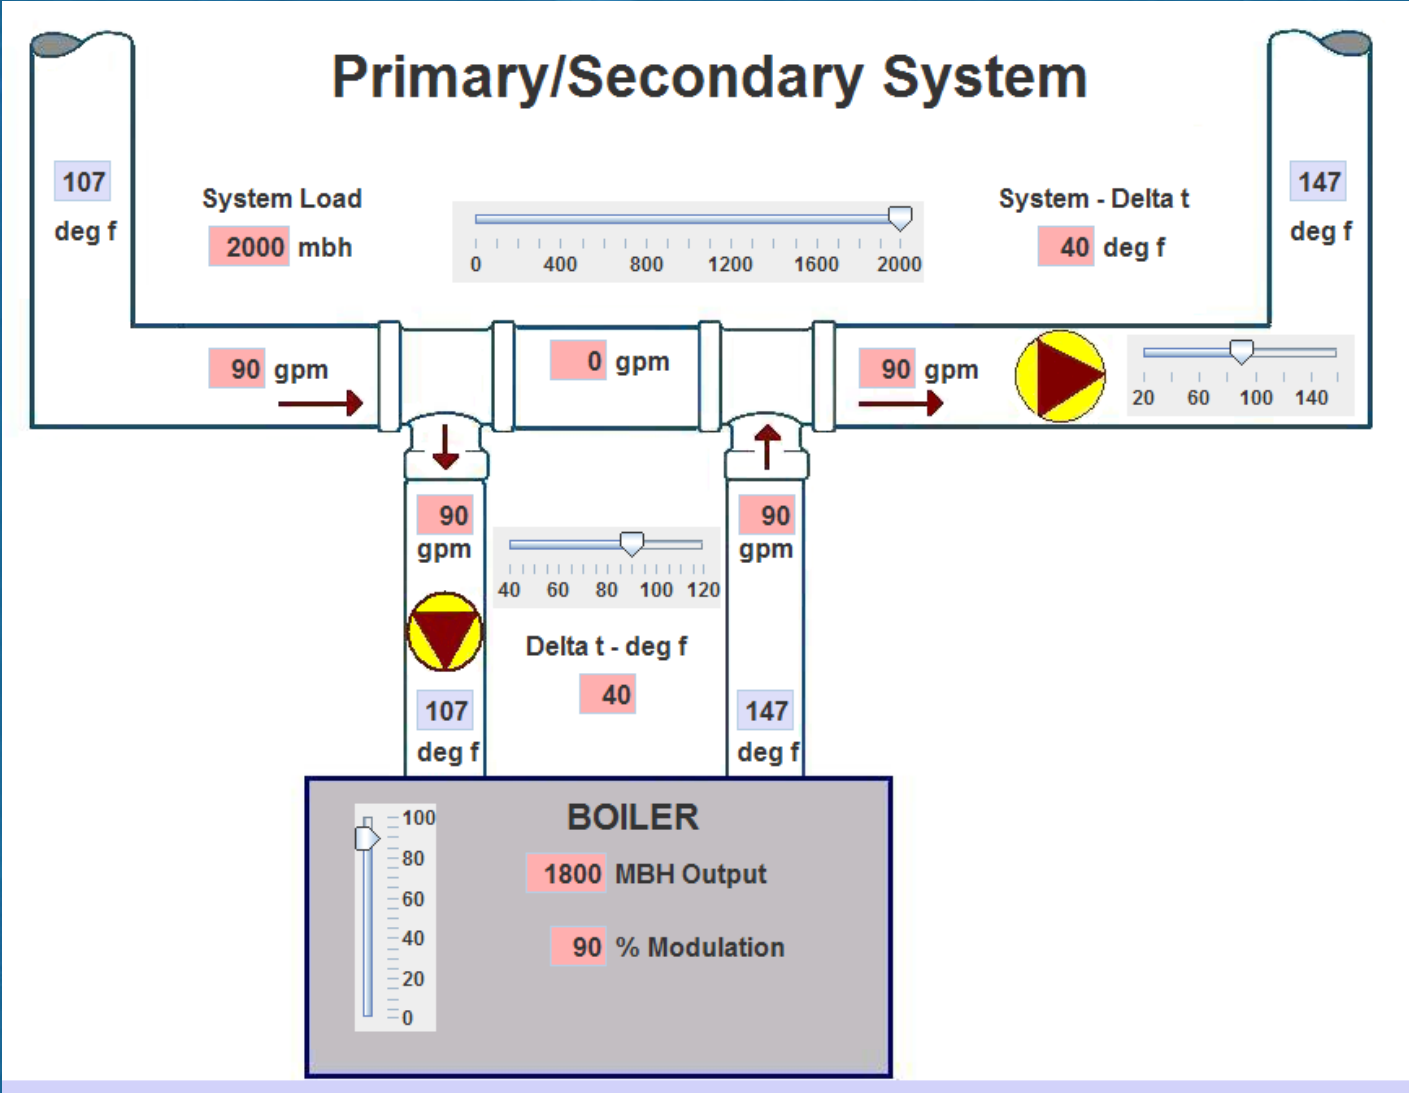 Primary/Secondary System
107
deg f
System Load
2000 mbh
0 400 800 1200 1600 2000
System - Delta t
40 deg f
147
deg f
90 gpm
0 gpm
90 gpm
20 60 100 140
90
gpm
40 60 80 100 120
90
gpm
Delta t - deg f
40
107
deg f
147
deg f
BOILER
100
80
60
40
20
0
1800 MBH Output
90 % Modulation